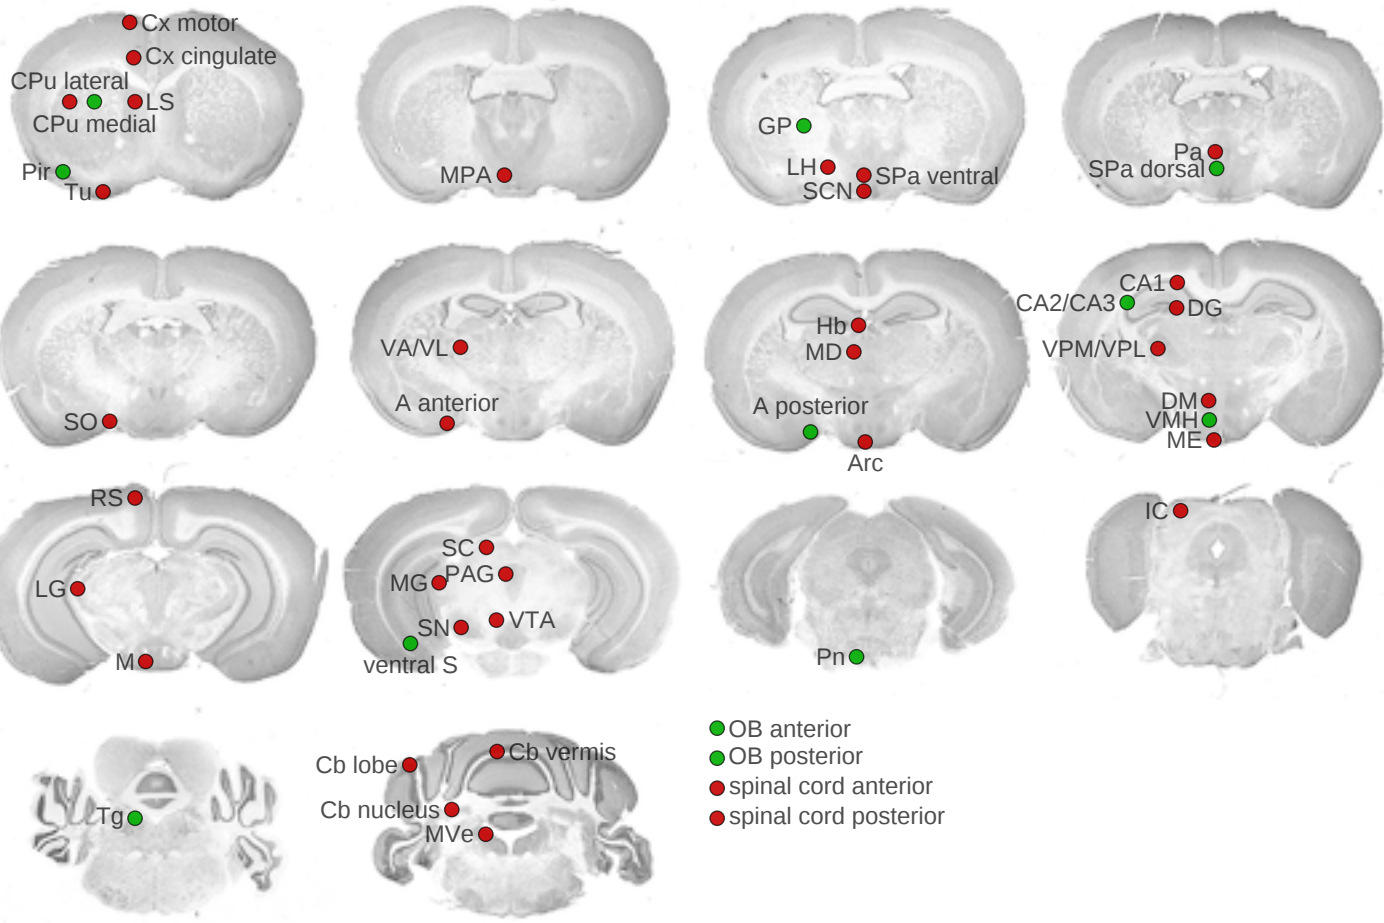 Cx motor
Cx cingulate
CPu lateral
LS
CPu medial
Pir
Tu
MPA
GP
LH
SPa ventral
SCN
Pa
SPa dorsal
SO
VA/VL
A anterior
Hb
MD
A posterior
Arc
CA1
CA2/CA3
DG
VPM/VPL
DM
VMH
ME
RS
LG
M
SC
MG
PAG
SN
VTA
ventral S
Pn
IC
Tg
Cb lobe
Cb vermis
Cb nucleus
MVe
OB anterior
OB posterior
spinal cord anterior
spinal cord posterior